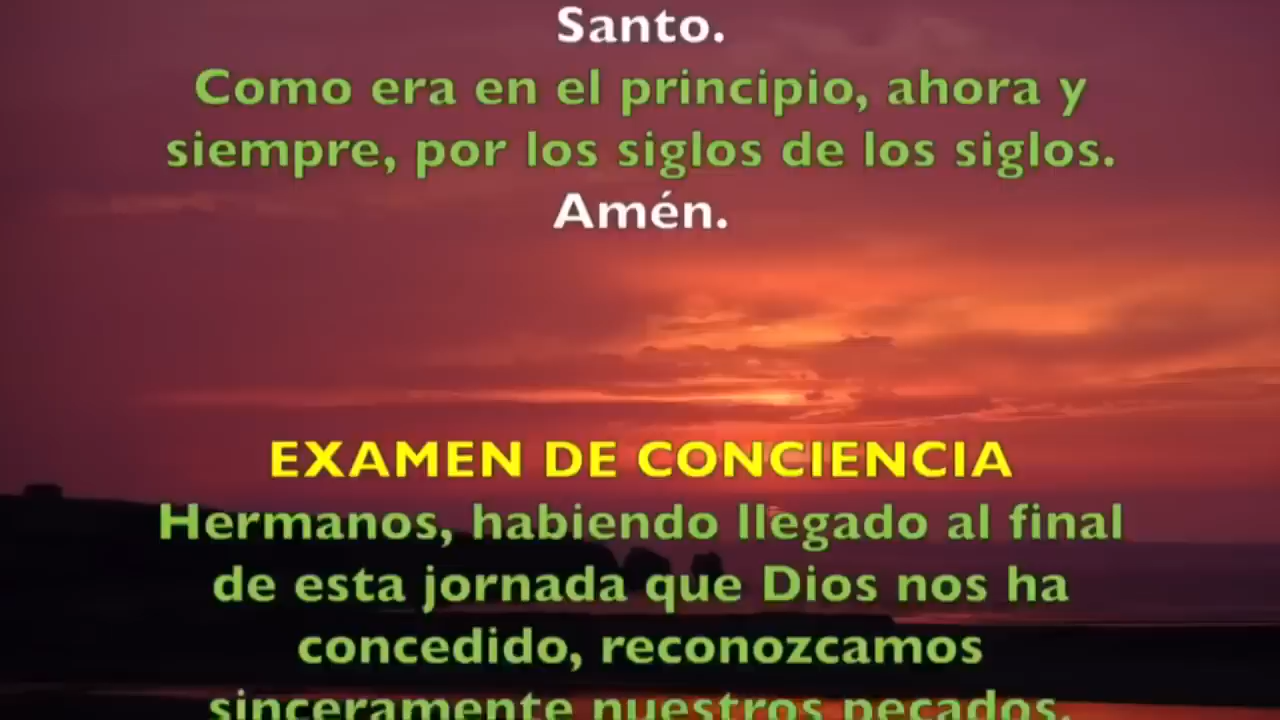 Santo.
Como era en el principio, ahora y
siempre, por los siglos de los siglos.
Amén.
EXAMEN DE CONCIENCIA
Hermanos, habiendo llegado al final
de esta jornada que Dios nos ha
concedido, reconozcamos
sinceramente nuestros pecados.